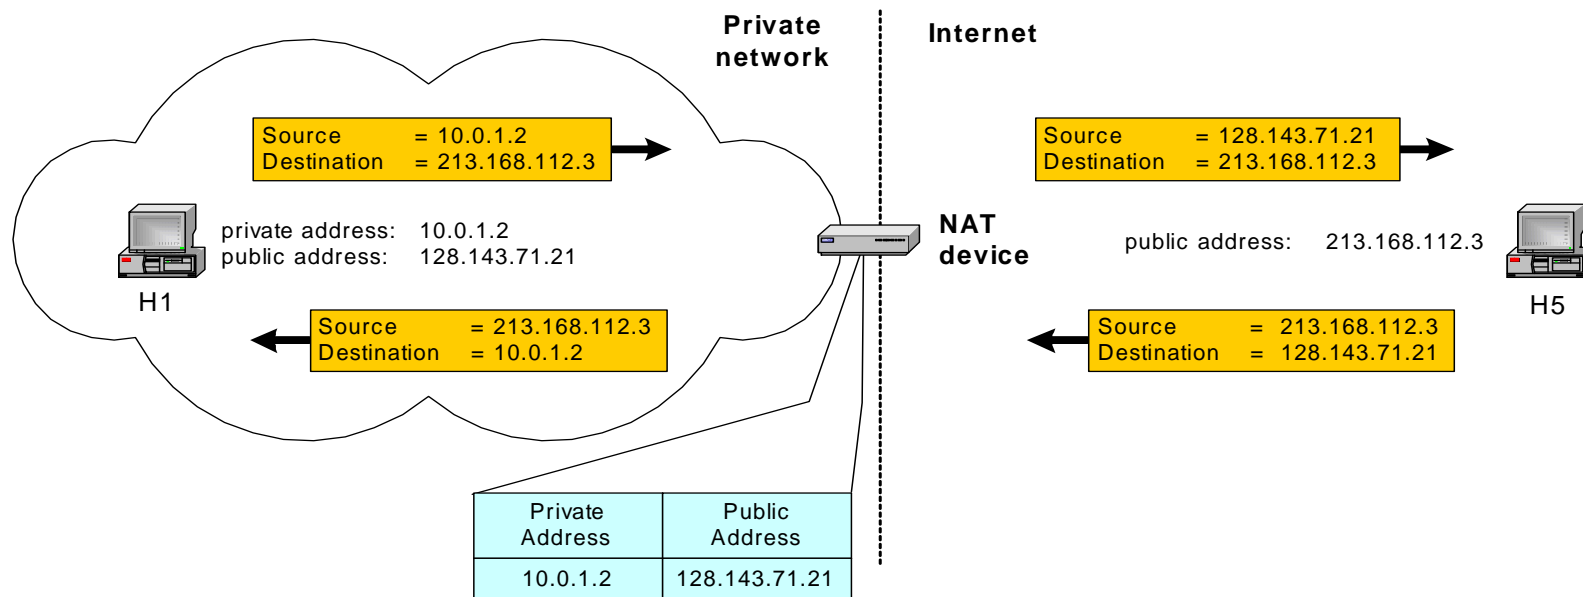 Private
network
Internet
Source = 10.0.1.2
Destination = 213.168.112.3
Source = 128.143.71.21
Destination = 213.168.112.3
private address: 10.0.1.2
public address: 128.143.71.21
H1
NAT
device
public address: 213.168.112.3
H5
Source = 213.168.112.3
Destination = 10.0.1.2
Source = 213.168.112.3
Destination = 128.143.71.21
Private
Address
Public
Address
10.0.1.2
128.143.71.21